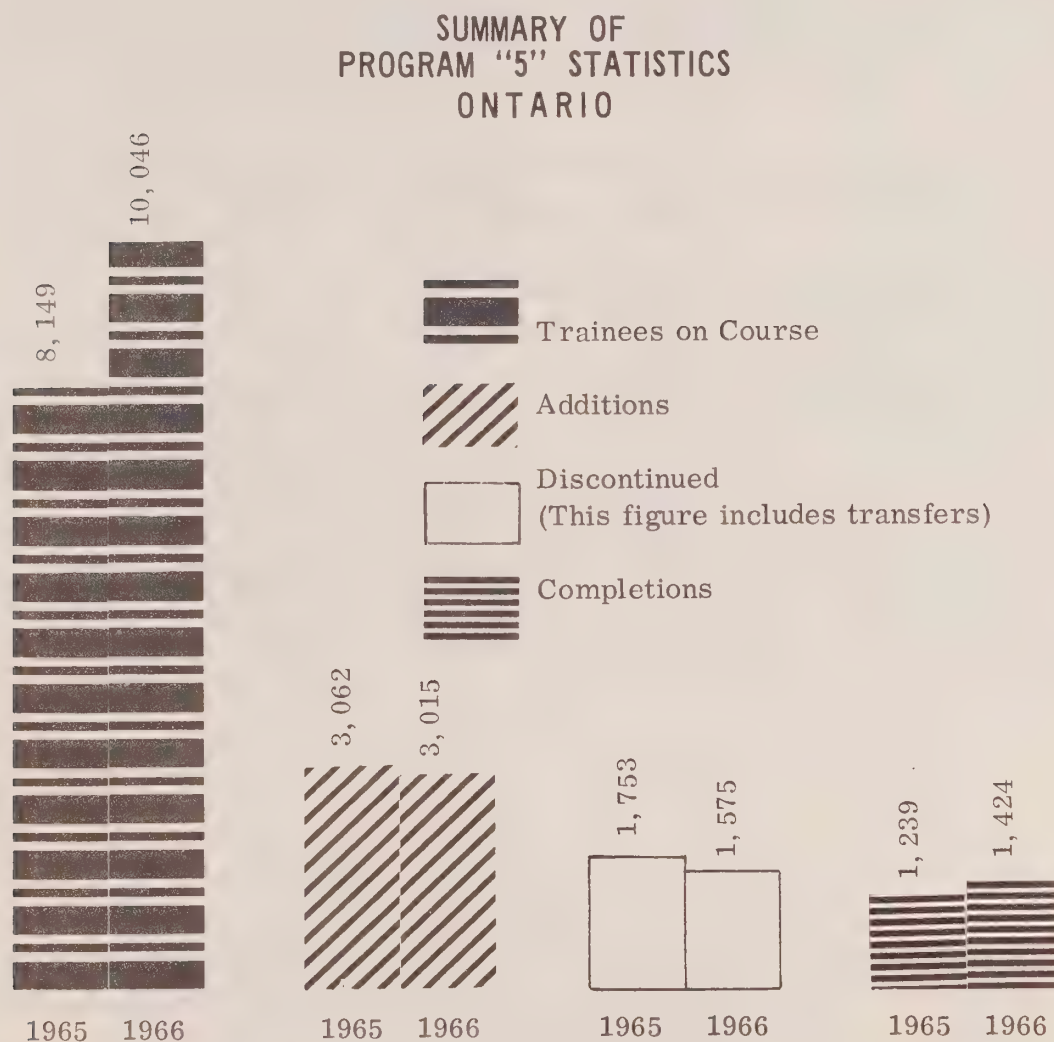 SUMMARY OF
PROGRAM “5” STATISTICS
ONTARIO
8,149
10,046
Trainees on Course
Additions
Discontinued
(This figure includes transfers)
Completions
3,062
3,015
1,753
1,575
1,239
1,424
1965 1966
1965 1966
1965 1966
1965 1966